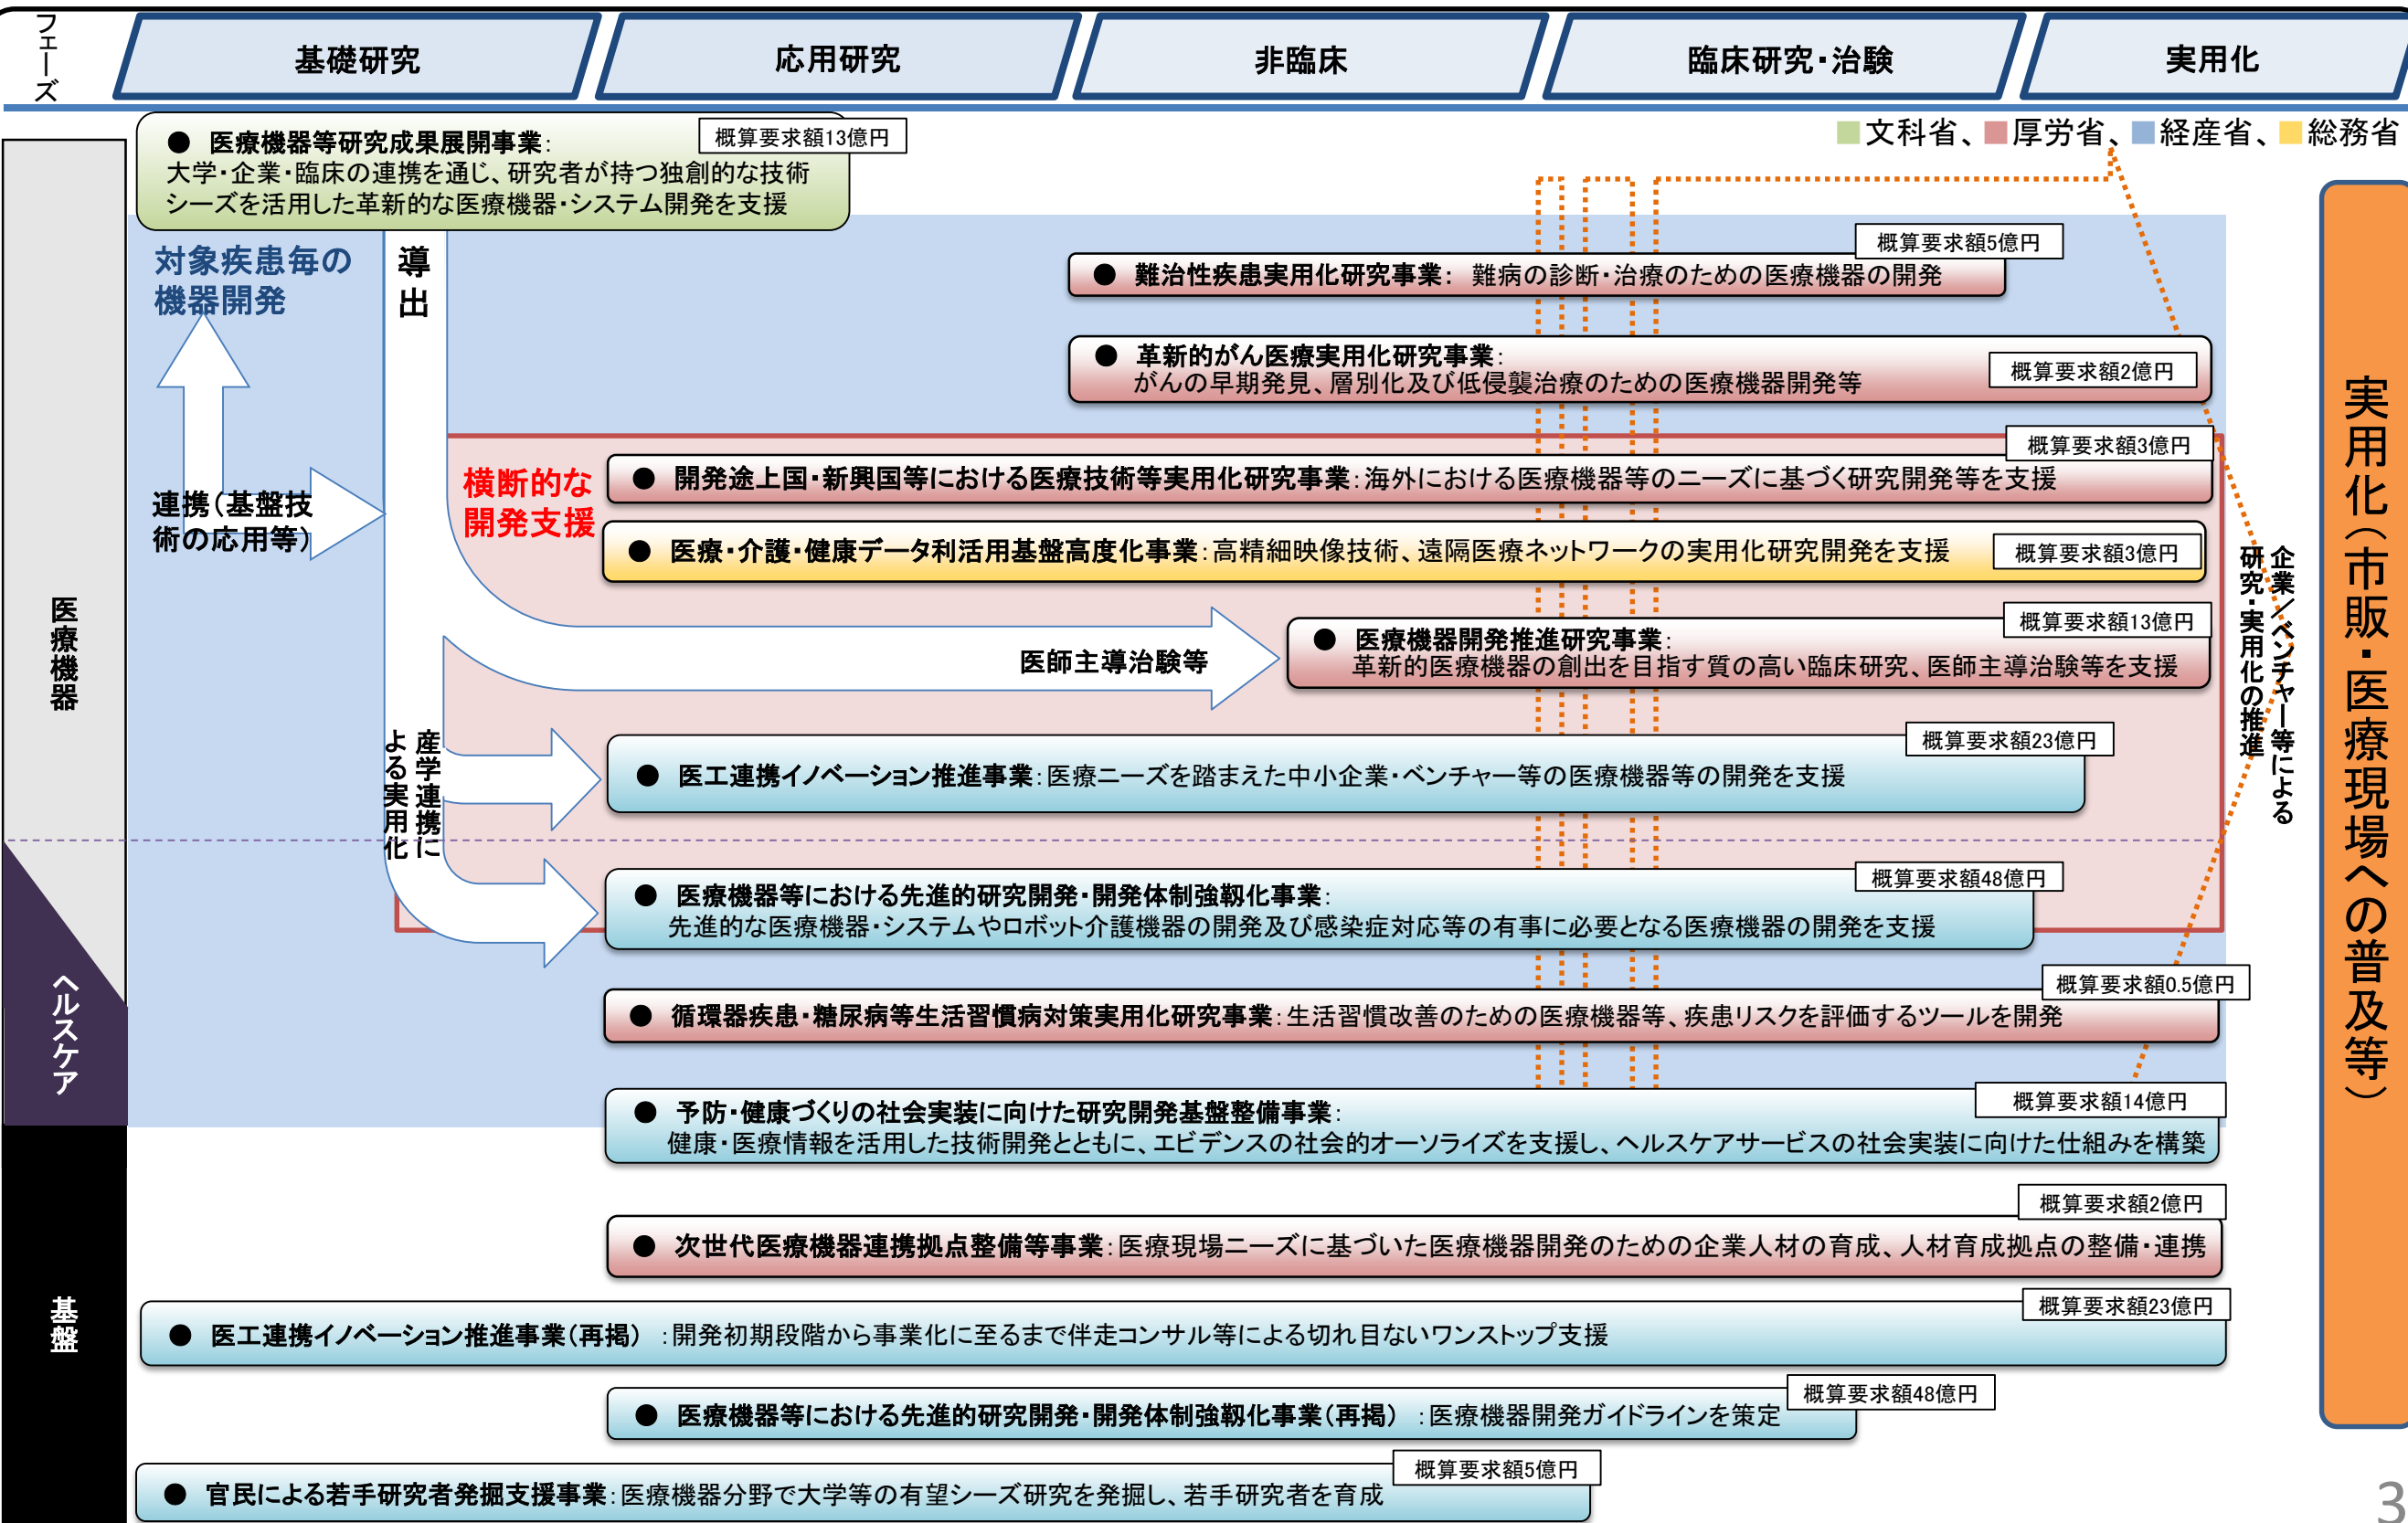 フェーズ
基礎研究
応用研究
非臨床
臨床研究・治験
実用化
■文科省、■厚労省、■経産省、■総務省
医療機器
ヘルスケア
基盤
● 医療機器等研究成果展開事業:
概算要求額13億円
大学・企業・臨床の連携を通じ、研究者が持つ独創的な技術
シーズを活用した革新的な医療機器・システム開発を支援
対象疾患毎の
機器開発
導出
連携(基盤技
術の応用等)
概算要求額5億円
● 難治性疾患実用化研究事業: 難病の診断・治療のための医療機器の開発
● 革新的がん医療実用化研究事業:
がんの早期発見、層別化及び低侵襲治療のための医療機器開発等
概算要求額2億円
横断的な
開発支援
概算要求額3億円
● 開発途上国・新興国等における医療技術等実用化研究事業:海外における医療機器等のニーズに基づく研究開発等を支援
● 医療・介護・健康データ利活用基盤高度化事業:高精細映像技術、遠隔医療ネットワークの実用化研究開発を支援
概算要求額3億円
医師主導治験等
概算要求額13億円
● 医療機器開発推進研究事業:
革新的医療機器の創出を目指す質の高い臨床研究、医師主導治験等を支援
産学連携に
よる実用化
概算要求額23億円
● 医工連携イノベーション推進事業:医療ニーズを踏まえた中小企業・ベンチャー等の医療機器等の開発を支援
概算要求額48億円
● 医療機器等における先進的研究開発・開発体制強靱化事業:
先進的な医療機器・システムやロボット介護機器の開発及び感染症対応等の有事に必要となる医療機器の開発を支援
概算要求額0.5億円
● 循環器疾患・糖尿病等生活習慣病対策実用化研究事業:生活習慣改善のための医療機器等、疾患リスクを評価するツールを開発
概算要求額14億円
● 予防・健康づくりの社会実装に向けた研究開発基盤整備事業:
健康・医療情報を活用した技術開発とともに、エビデンスの社会的オーソライズを支援し、ヘルスケアサービスの社会実装に向けた仕組みを構築
概算要求額2億円
● 次世代医療機器連携拠点整備等事業:医療現場ニーズに基づいた医療機器開発のための企業人材の育成、人材育成拠点の整備・連携
概算要求額23億円
● 医工連携イノベーション推進事業(再掲) :開発初期段階から事業化に至るまで伴走コンサル等による切れ目ないワンストップ支援
概算要求額48億円
● 医療機器等における先進的研究開発・開発体制強靱化事業(再掲) :医療機器開発ガイドラインを策定
概算要求額5億円
● 官民による若手研究者発掘支援事業:医療機器分野で大学等の有望シーズ研究を発掘し、若手研究者を育成
企業/ベンチャー等による
研究・実用化の推進
実用化(市販・医療現場への普及等)
3